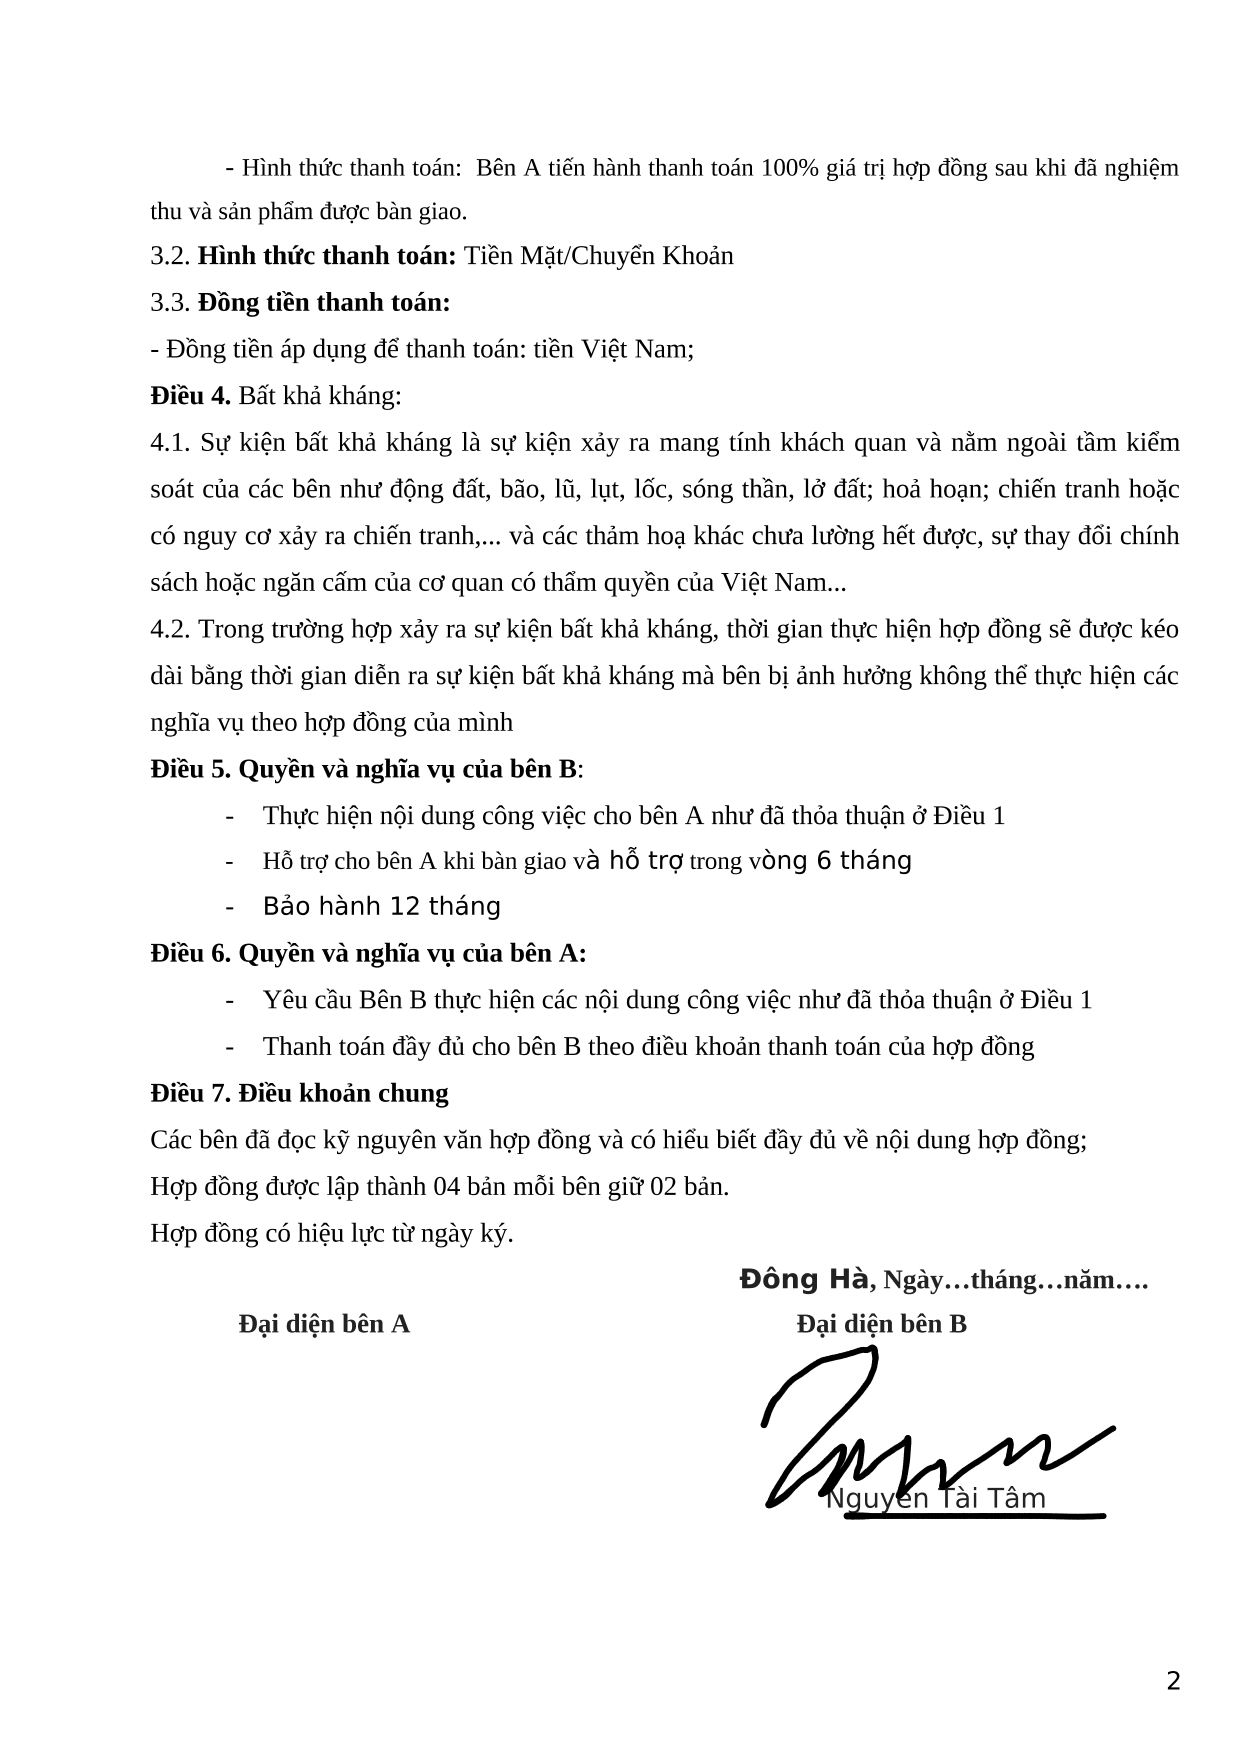 - Hình thức thanh toán: Bên A tiến hành thanh toán 100% giá trị hợp đồng sau khi đã nghiệm
thu và sản phẩm được bàn giao.
3.2. Hình thức thanh toán: Tiền Mặt/Chuyển Khoản
3.3. Đồng tiền thanh toán:
- Đồng tiền áp dụng để thanh toán: tiền Việt Nam;
Điều 4. Bất khả kháng:
4.1. Sự kiện bất khả kháng là sự kiện xảy ra mang tính khách quan và nằm ngoài tầm kiểm
soát của các bên như động đất, bão, lũ, lụt, lốc, sóng thần, lở đất; hoả hoạn; chiến tranh hoặc
có nguy cơ xảy ra chiến tranh,... và các thảm hoạ khác chưa lường hết được, sự thay đổi chính
sách hoặc ngăn cấm của cơ quan có thẩm quyền của Việt Nam...
4.2. Trong trường hợp xảy ra sự kiện bất khả kháng, thời gian thực hiện hợp đồng sẽ được kéo
dài bằng thời gian diễn ra sự kiện bất khả kháng mà bên bị ảnh hưởng không thể thực hiện các
nghĩa vụ theo hợp đồng của mình
Điều 5. Quyền và nghĩa vụ của bên B:
- Thực hiện nội dung công việc cho bên A như đã thỏa thuận ở Điều 1
- Hỗ trợ cho bên A khi bàn giao và hỗ trợ trong vòng 6 tháng
- Bảo hành 12 tháng
Điều 6. Quyền và nghĩa vụ của bên A:
- Yêu cầu Bên B thực hiện các nội dung công việc như đã thỏa thuận ở Điều 1
- Thanh toán đầy đủ cho bên B theo điều khoản thanh toán của hợp đồng
Điều 7. Điều khoản chung
Các bên đã đọc kỹ nguyên văn hợp đồng và có hiểu biết đầy đủ về nội dung hợp đồng;
Hợp đồng được lập thành 04 bản mỗi bên giữ 02 bản.
Hợp đồng có hiệu lực từ ngày ký.
Đông Hà, Ngày…tháng…năm….
Đại diện bên A Đại diện bên B
Nguyễn Tài Tâm
2